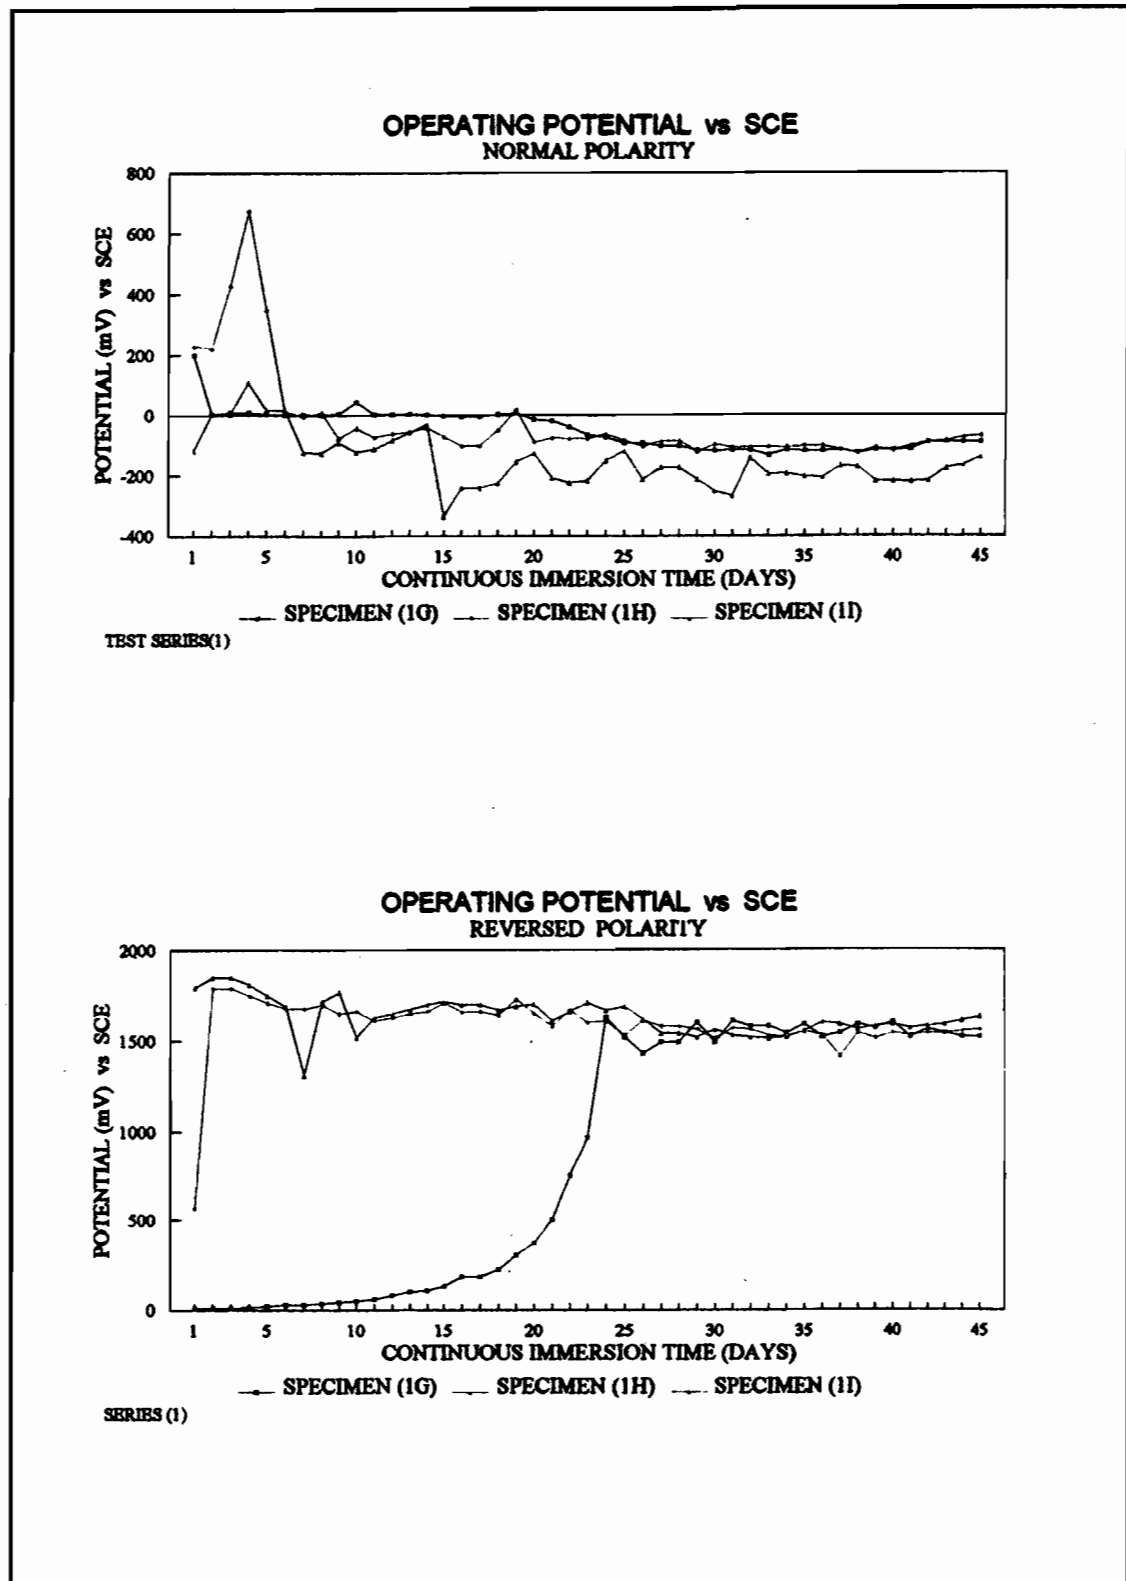 OPERATING POTENTIAL vs SCE
NORMAL POLARITY
800
600
400
200
0
-200
-400
POTENTIAL (mV) vs SCE
1 5 10 15 20 25 30 35 40 45
CONTINUOUS IMMERSION TIME (DAYS)
SPECIMEN (1G) SPECIMEN (1H) SPECIMEN (1I)
TEST SERIES(1)
OPERATING POTENTIAL vs SCE
REVERSED POLARITY
2000
1500
1000
500
0
POTENTIAL (mV) vs SCE
1 5 10 15 20 25 30 35 40 45
CONTINUOUS IMMERSION TIME (DAYS)
SPECIMEN (1G) SPECIMEN (1H) SPECIMEN (1I)
SERIES (1)